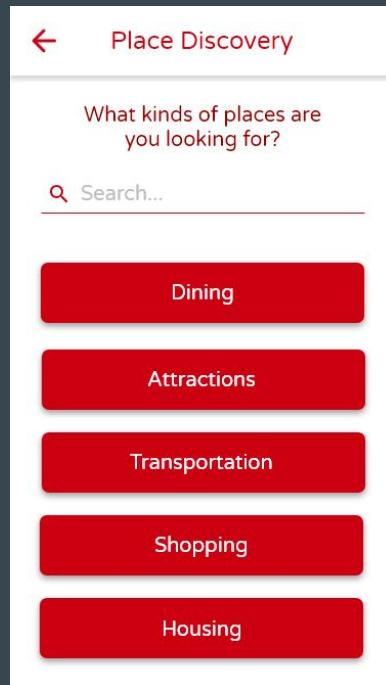 Place Discovery
What kinds of places are
you looking for?
Search...
Dining
Attractions
Transportation
Shopping
Housing